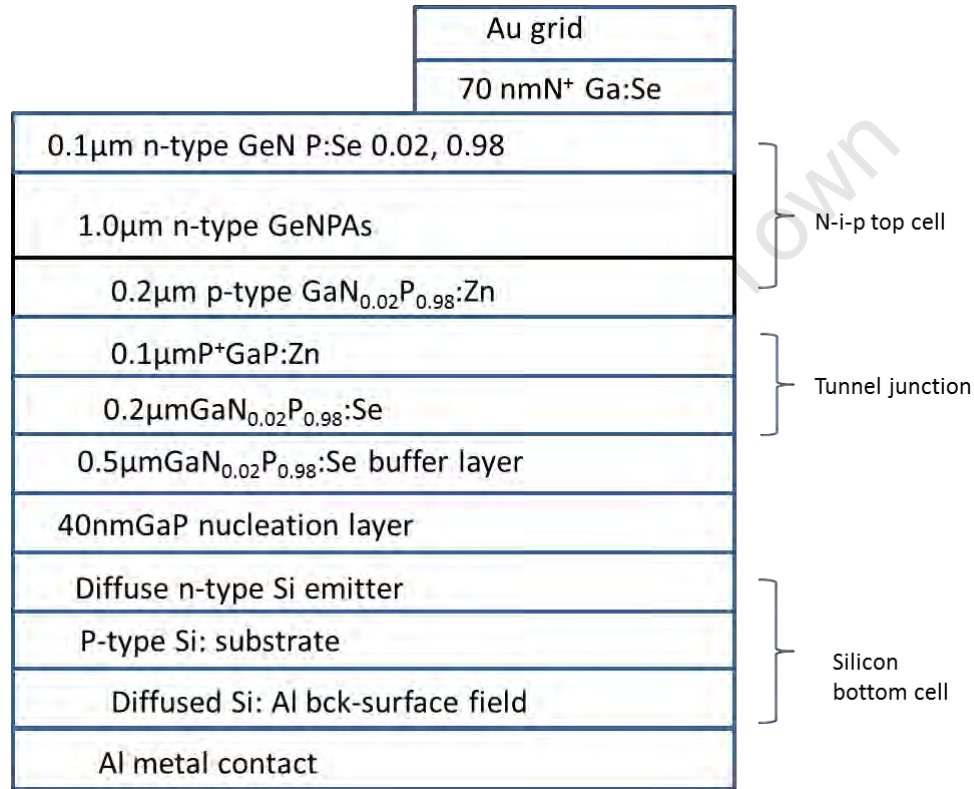 Au grid
70 nmN⁺ Ga:Se
0.1µm n-type GeN P:Se 0.02, 0.98
1.0µm n-type GeNPAs
0.2µm p-type GaN₀.₀₂P₀.₉₈:Zn
N-i-p top cell
0.1µmP⁺GaP:Zn
0.2µmGaN₀.₀₂P₀.₉₈:Se
Tunnel junction
0.5µmGaN₀.₀₂P₀.₉₈:Se buffer layer
40nmGaP nucleation layer
Diffuse n-type Si emitter
P-type Si: substrate
Diffused Si: Al bck-surface field
Silicon
bottom cell
Al metal contact
Town